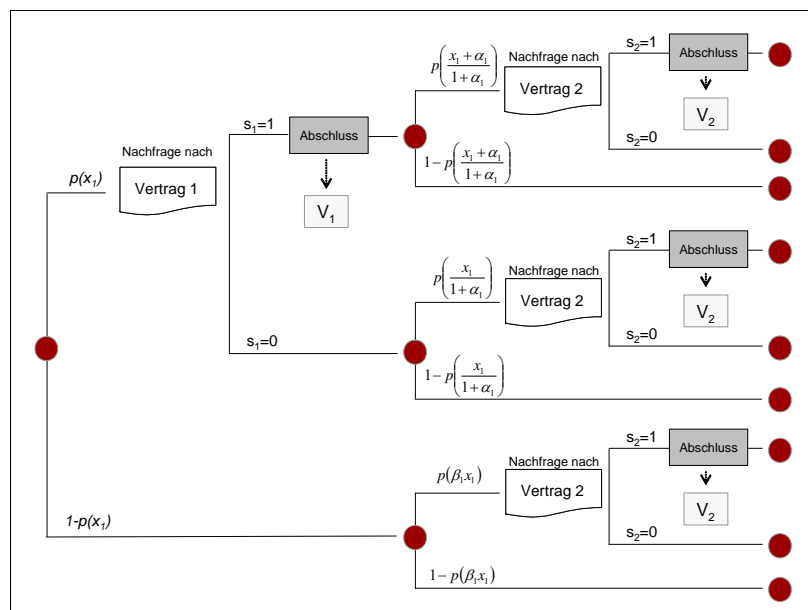 p(x₁)
Nachfrage nach
Vertrag 1
s₁=1
Abschluss
V₁
s₁=0
p((x₁ + α₁)/(1 + α₁))
Nachfrage nach
Vertrag 2
s₂=1
Abschluss
V₂
s₂=0
1 − p((x₁ + α₁)/(1 + α₁))
p(x₁/(1 + α₁))
Nachfrage nach
Vertrag 2
s₂=1
Abschluss
V₂
s₂=0
1 − p(x₁/(1 + α₁))
1-p(x₁)
p(β₁x₁)
Nachfrage nach
Vertrag 2
s₂=1
Abschluss
V₂
s₂=0
1 − p(β₁x₁)